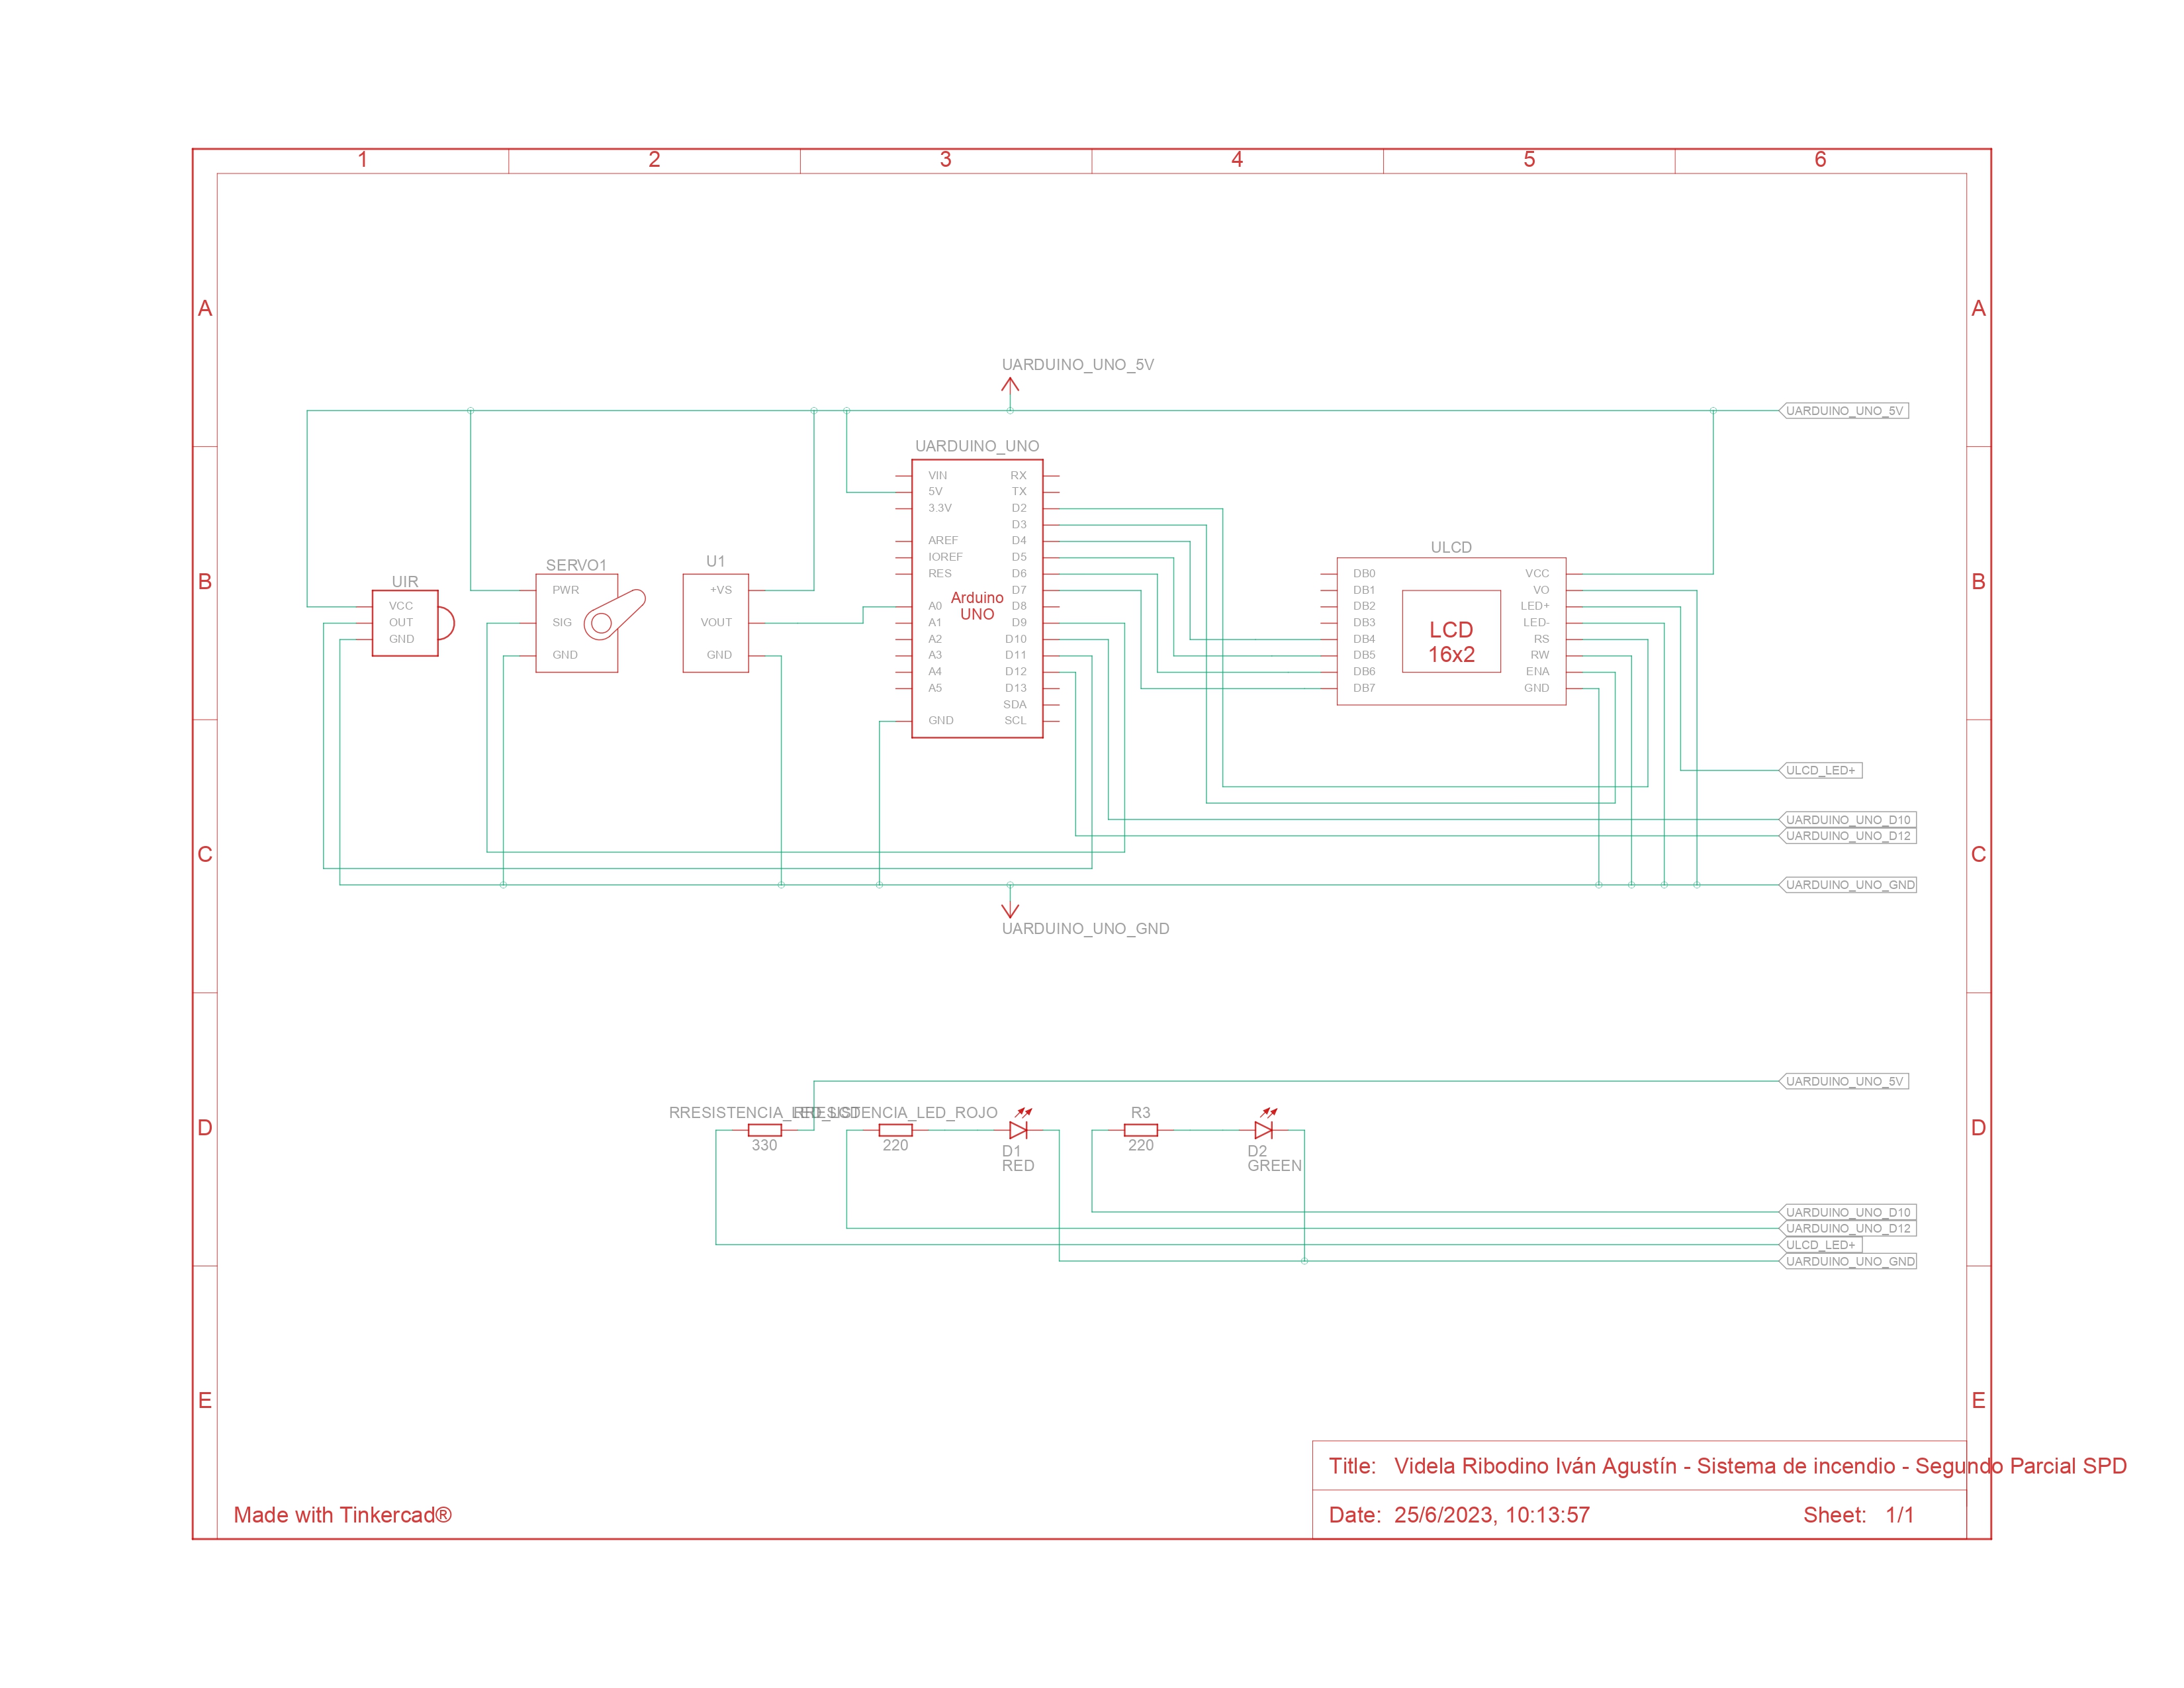 1 2 3 4 5 6
A A
UARDUINO_UNO_5V
UARDUINO_UNO_5V
B B
UIR
VCC
OUT
GND
SERVO1
PWR
SIG
GND
U1
+VS
VOUT
GND
UARDUINO_UNO
VIN RX
5V TX
3.3V D2
D3
AREF D4
IOREF D5
RES D6
D7
A0 D8
A1 D9
A2 D10
A3 D11
A4 D12
A5 D13
SDA
GND SCL
Arduino
UNO
ULCD
DB0 VCC
DB1 VO
DB2 LED+
DB3 LED-
DB4 RS
DB5 RW
DB6 ENA
DB7 GND
LCD
16x2
C C
ULCD_LED+
UARDUINO_UNO_D10
UARDUINO_UNO_D12
UARDUINO_UNO_GND
UARDUINO_UNO_GND
D D
UARDUINO_UNO_5V
RRESISTENCIA_LED_LCD
330
RRESISTENCIA_LED_ROJO
220
D1
RED
R3
220
D2
GREEN
UARDUINO_UNO_D10
UARDUINO_UNO_D12
ULCD_LED+
UARDUINO_UNO_GND
E E
Title: Videla Ribodino Iván Agustín - Sistema de incendio - Segundo Parcial SPD
Made with Tinkercad®
Date: 25/6/2023, 10:13:57 Sheet: 1/1